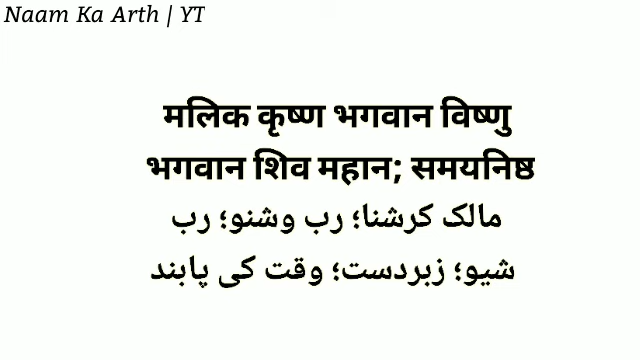 Naam Ka Arth | YT
मलिक कृष्ण भगवान विष्णु
भगवान शिव महान; समयनिष्ठ
مالک کرشنا؛ رب وشنو؛ رب
شیو؛ زبردست؛ وقت کی پابند